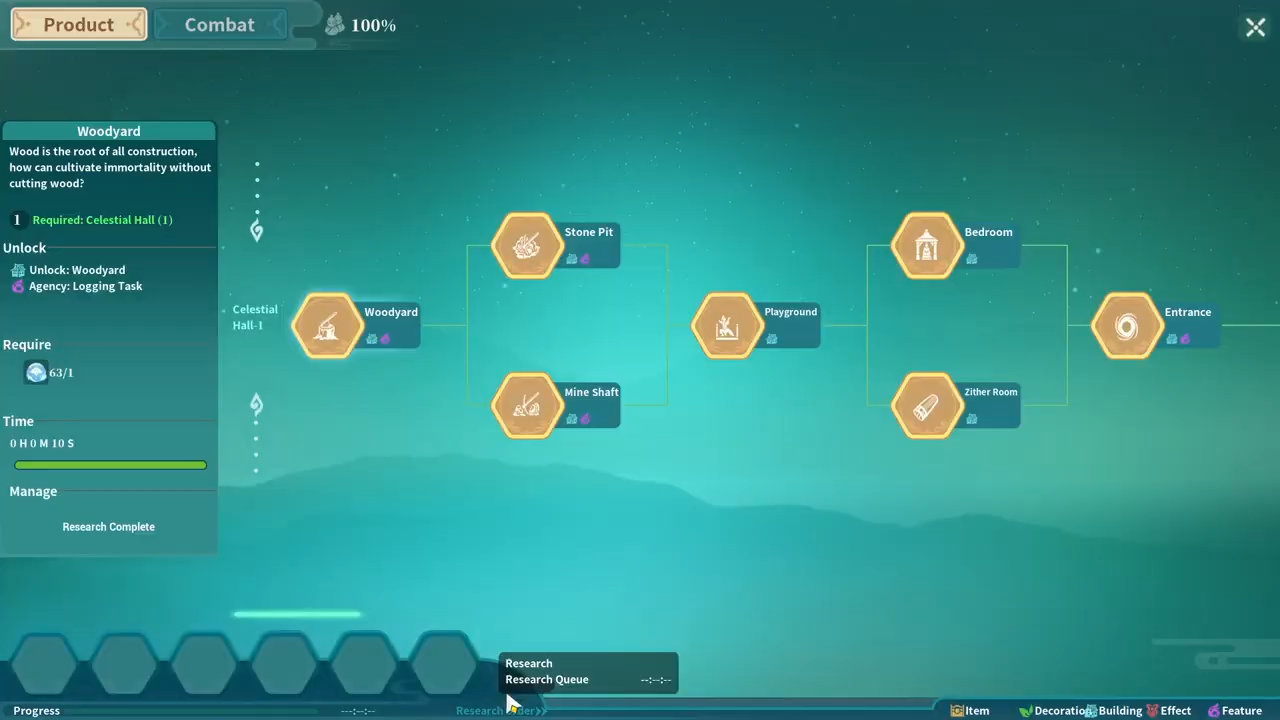 Product
Combat
100%
Woodyard
Wood is the root of all construction,
how can cultivate immortality without
cutting wood?
1 Required: Celestial Hall (1)
Unlock
Unlock: Woodyard
Agency: Logging Task
Require
63/1
Time
0 H 0 M 10 S
Manage
Research Complete
Celestial
Hall-1
Woodyard
Stone Pit
Mine Shaft
Playground
Bedroom
Zither Room
Entrance
Research
Research Queue --:--:--
Progress
---:--:--
Research
Item
Decoration
Building
Effect
Feature